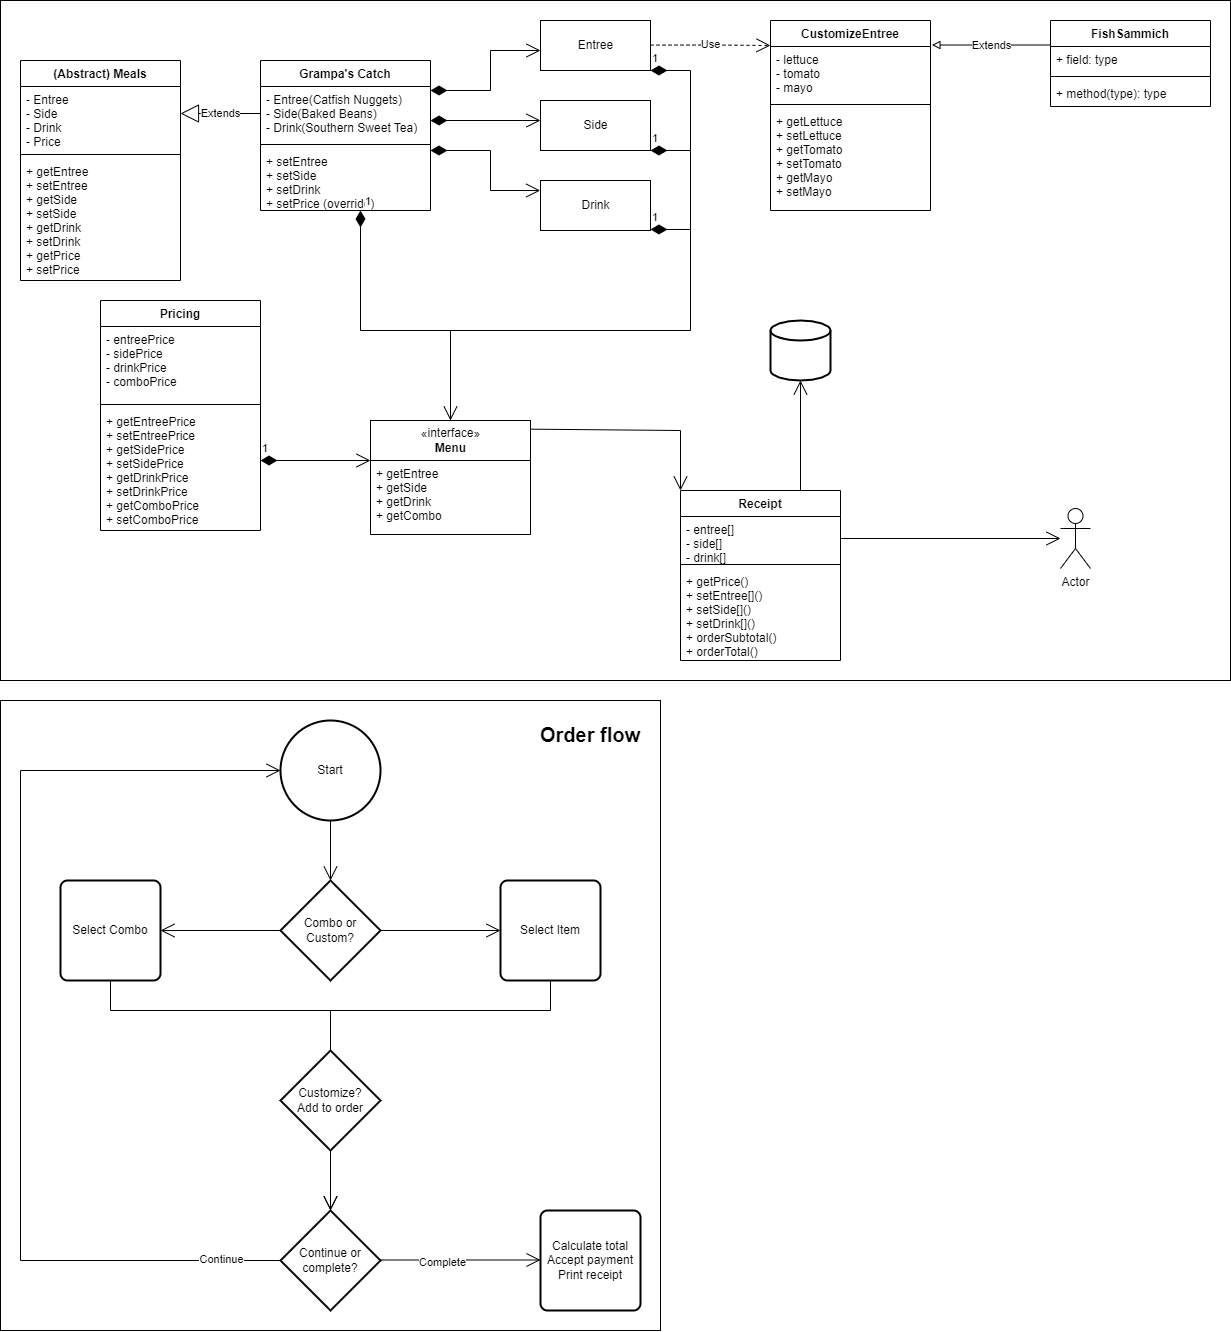 (Abstract) Meals
- Entree
- Side
- Drink
- Price
+ getEntree
+ setEntree
+ getSide
+ setSide
+ getDrink
+ setDrink
+ getPrice
+ setPrice
Extends
Grampa's Catch
- Entree(Catfish Nuggets)
- Side(Baked Beans)
- Drink(Southern Sweet Tea)
+ setEntree
+ setSide
+ setDrink
+ setPrice (override)
1
Entree
1
Side
1
Drink
1
Use
CustomizeEntree
- lettuce
- tomato
- mayo
+ getLettuce
+ setLettuce
+ getTomato
+ setTomato
+ getMayo
+ setMayo
Extends
FishSammich
+ field: type
+ method(type): type
Pricing
- entreePrice
- sidePrice
- drinkPrice
- comboPrice
+ getEntreePrice
+ setEntreePrice
+ getSidePrice
+ setSidePrice
+ getDrinkPrice
+ setDrinkPrice
+ getComboPrice
+ setComboPrice
1
«interface»
Menu
+ getEntree
+ getSide
+ getDrink
+ getCombo
Receipt
- entree[]
- side[]
- drink[]
+ getPrice()
+ setEntree[]()
+ setSide[]()
+ setDrink[]()
+ orderSubtotal()
+ orderTotal()
Actor
Order flow
Start
Select Combo
Combo or
Custom?
Select Item
Customize?
Add to order
Continue
Continue or
complete?
Complete
Calculate total
Accept payment
Print receipt